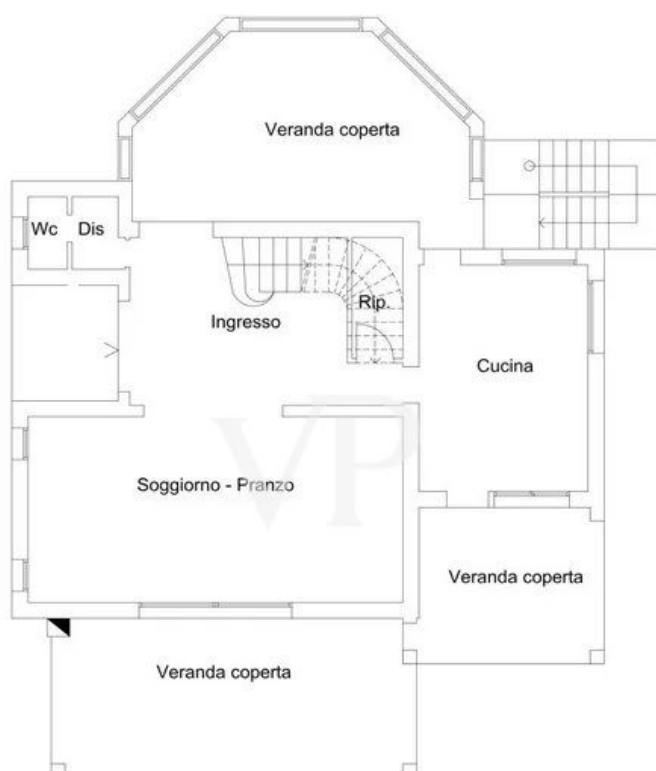 Veranda coperta
Wc
Dis
Rip.
Ingresso
Cucina
VP
Soggiorno - Pranzo
Veranda coperta
Veranda coperta